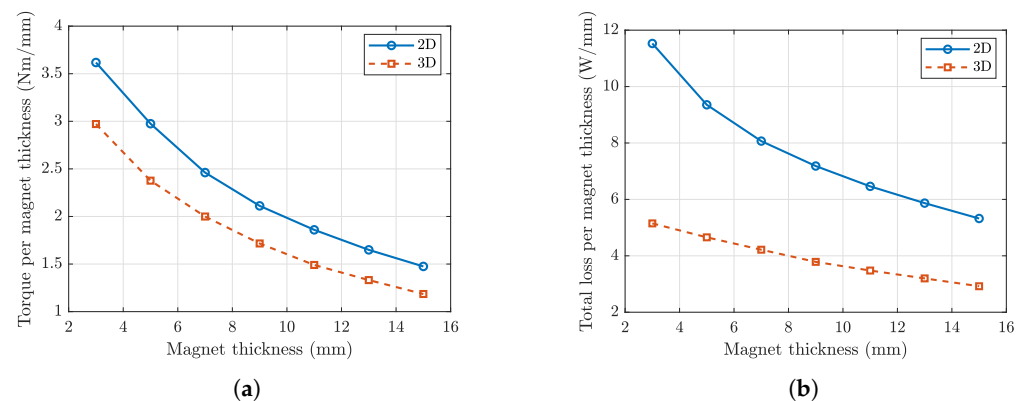 Torque per magnet thickness (Nm/mm)
4
3.5
3
2.5
2
1.5
1
2 4 6 8 10 12 14 16
Magnet thickness (mm)
2D
3D
(a)
Total loss per magnet thickness (W/mm)
12
10
8
6
4
2
2 4 6 8 10 12 14 16
Magnet thickness (mm)
2D
3D
(b)